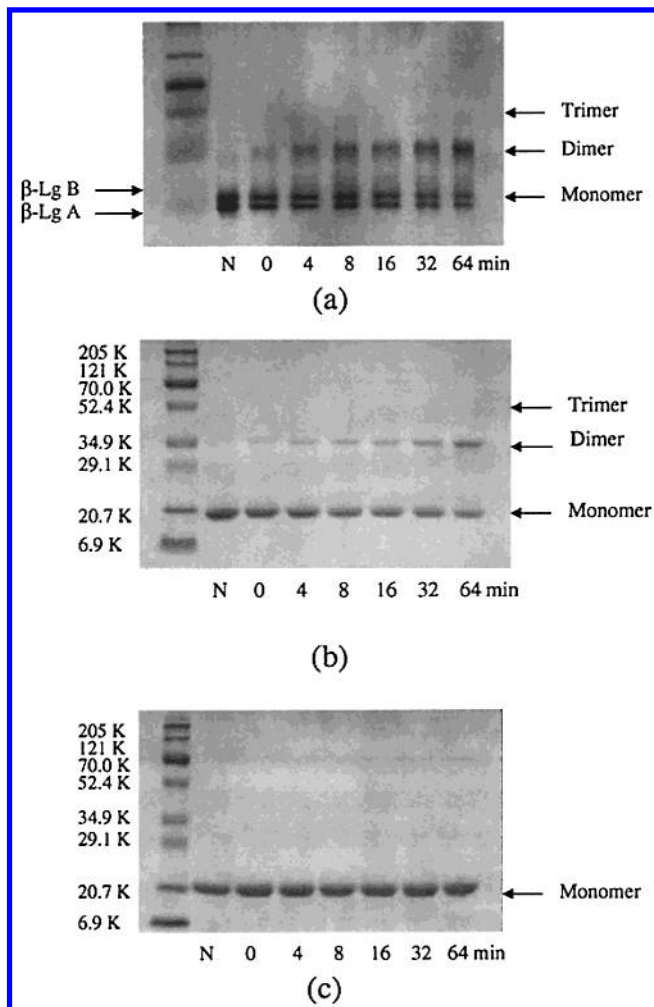 Trimer
Dimer
β-Lg B
Monomer
β-Lg A
N 0 4 8 16 32 64 min
(a)
205 K
121 K
70.0 K
52.4 K
Trimer
34.9 K
Dimer
29.1 K
20.7 K
Monomer
6.9 K
N 0 4 8 16 32 64 min
(b)
205 K
121 K
70.0 K
52.4 K
34.9 K
29.1 K
20.7 K
Monomer
6.9 K
N 0 4 8 16 32 64 min
(c)